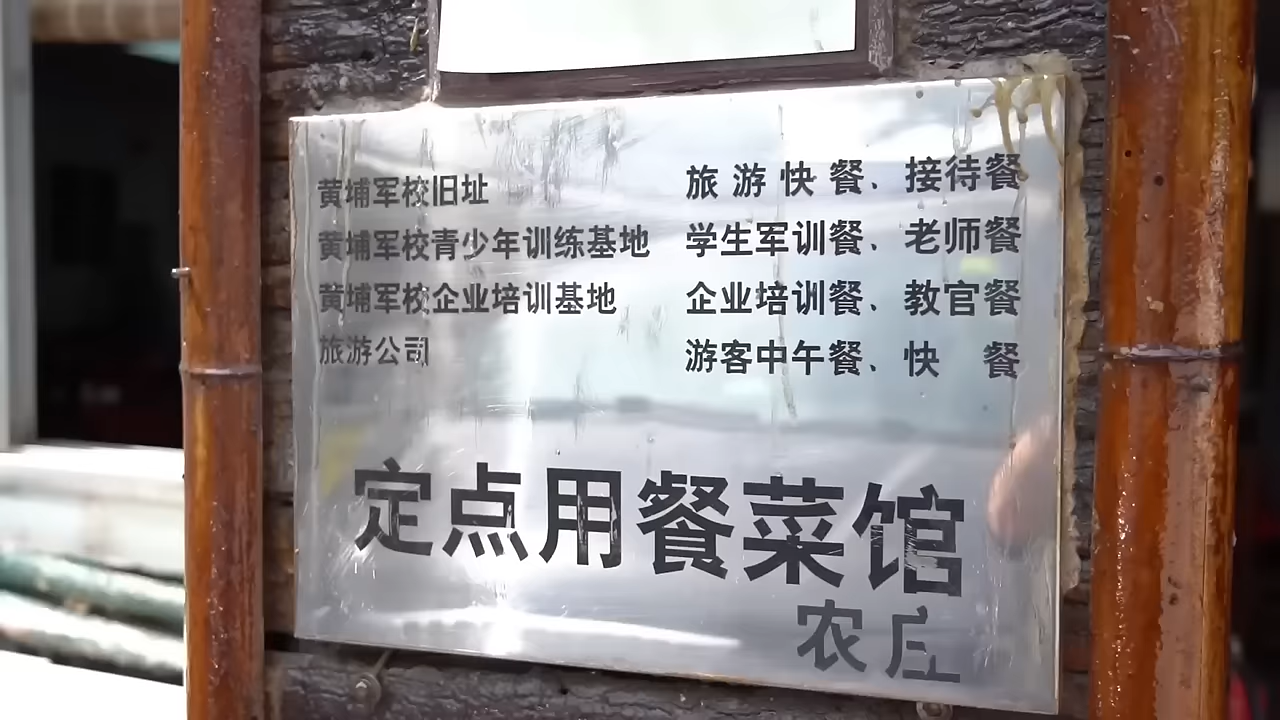 黄埔军校旧址
黄埔军校青少年训练基地
黄埔军校企业培训基地
旅游公司
旅游快餐、接待餐
学生军训餐、老师餐
企业培训餐、教官餐
游客中午餐、快 餐
定点用餐菜馆
农庄